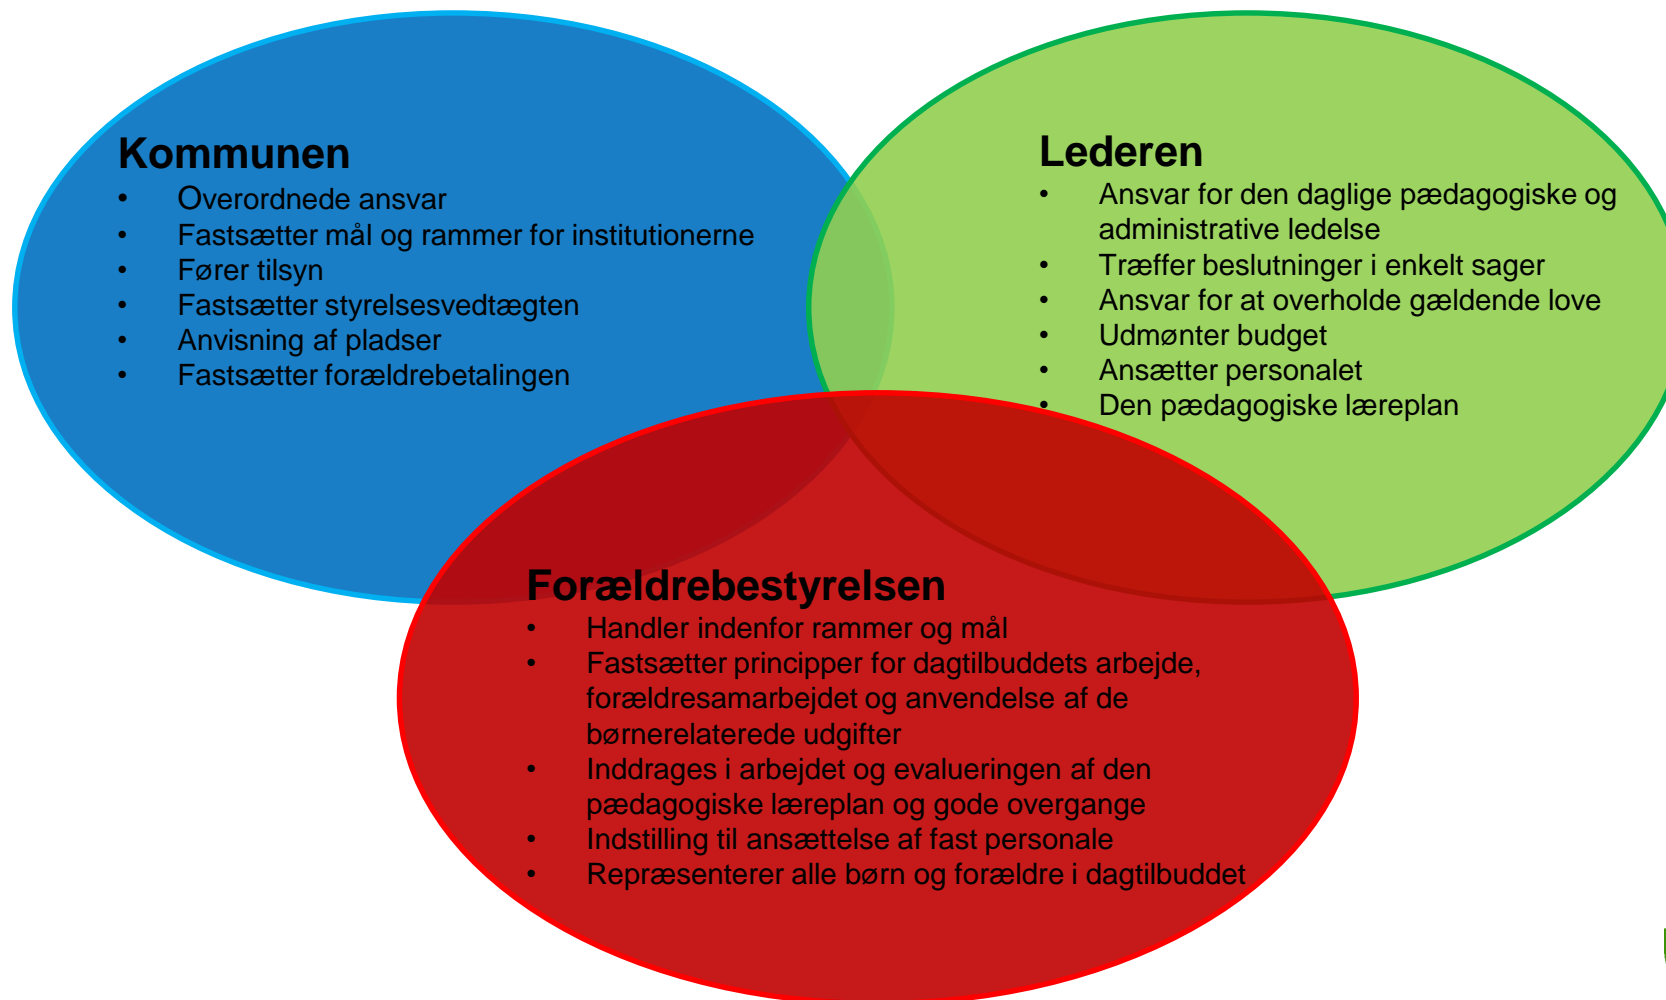 Kommunen
• Overordnede ansvar
• Fastsætter mål og rammer for institutionerne
• Fører tilsyn
• Fastsætter styrelsesvedtægten
• Anvisning af pladser
• Fastsætter forældrebetalingen
Lederen
• Ansvar for den daglige pædagogiske og
administrative ledelse
• Træffer beslutninger i enkelt sager
• Ansvar for at overholde gældende love
• Udmønter budget
• Ansætter personalet
• Den pædagogiske læreplan
Forældrebestyrelsen
• Handler indenfor rammer og mål
• Fastsætter principper for dagtilbuddets arbejde,
forældresamarbejdet og anvendelse af de
børnerelaterede udgifter
• Inddrages i arbejdet og evalueringen af den
pædagogiske læreplan og gode overgange
• Indstilling til ansættelse af fast personale
• Repræsenterer alle børn og forældre i dagtilbuddet